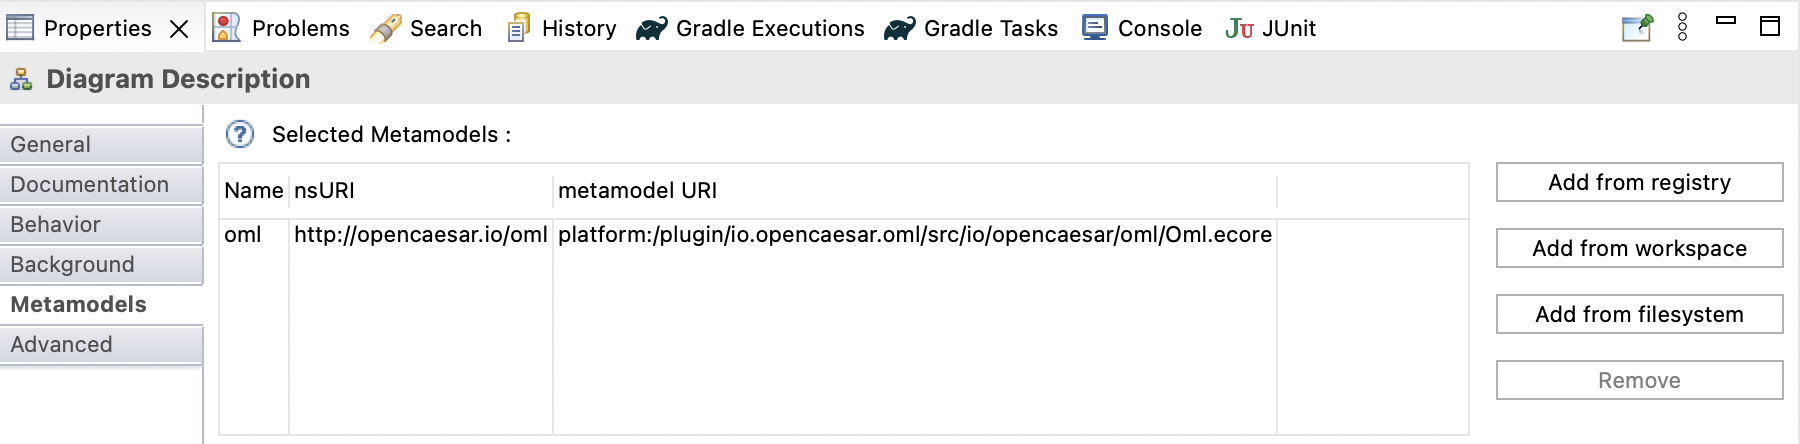 Properties Problems Search History Gradle Executions Gradle Tasks Console Ju JUnit
Diagram Description
General
Documentation
Behavior
Background
Metamodels
Advanced
? Selected Metamodels :
Name nsURI metamodel URI
oml http://opencaesar.io/oml platform:/plugin/io.opencaesar.oml/src/io/opencaesar/oml/Oml.ecore
Add from registry
Add from workspace
Add from filesystem
Remove